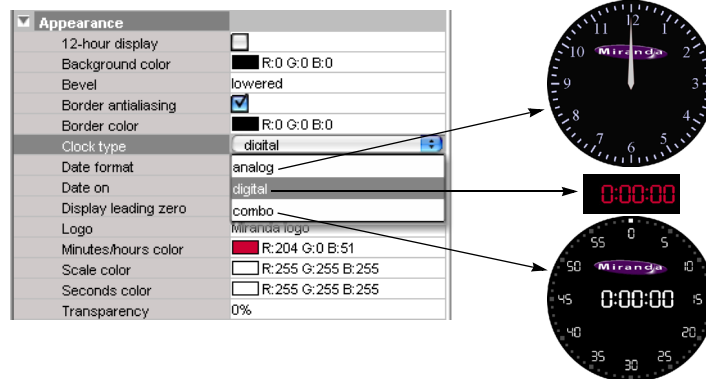 Appearance
12-hour display
Background color R:0 G:0 B:0
Bevel lowered
Border antialiasing
Border color R:0 G:0 B:0
Clock type digital
Date format analog
Date on digital
Display leading zero combo
Logo Miranda logo
Minutes/hours color R:204 G:0 B:51
Scale color R:255 G:255 B:255
Seconds color R:255 G:255 B:255
Transparency 0%
11 12 1
10 Miranda 2
9 3
8 4
7 6 5
0:00:00
55 0 5
50 Miranda 10
45 0:00:00 15
40 20
35 30 25